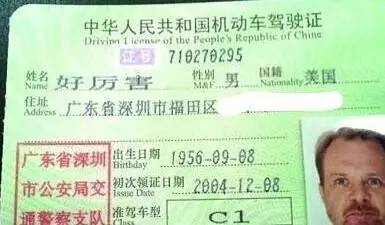 中华人民共和国机动车驾驶证
Driving License of the People's Republic of China
证号 710270295
姓名 Name 好厉害 性别 M&F 男 国籍 Nationality 美国
住址 Address 广东省深圳市福田区
广东省深圳
市公安局交
通警察支队
出生日期 Birthday 1956-09-08
初次领证日期 Issue Date 2004-12-08
准驾车型 Class C1